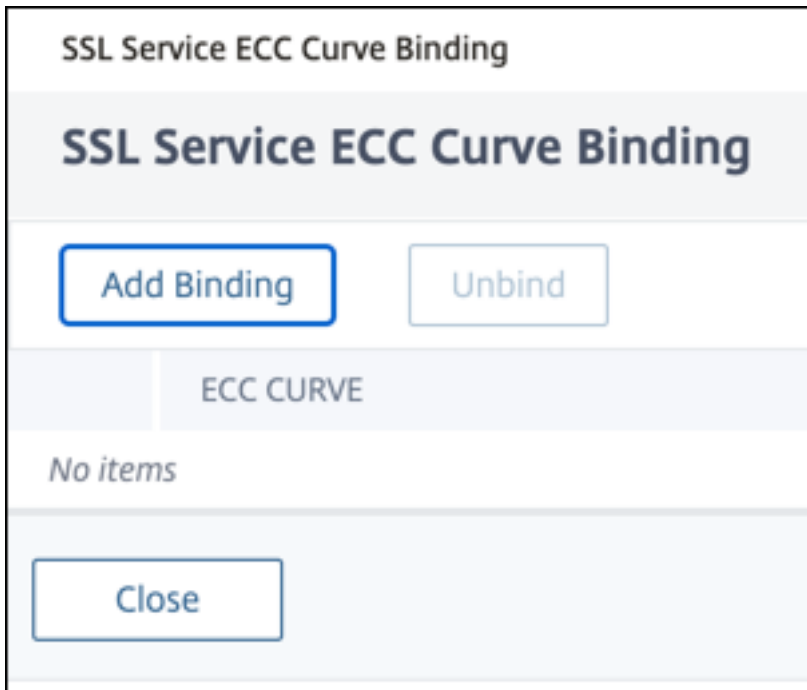 SSL Service ECC Curve Binding
SSL Service ECC Curve Binding
Add Binding Unbind
ECC CURVE
No items
Close